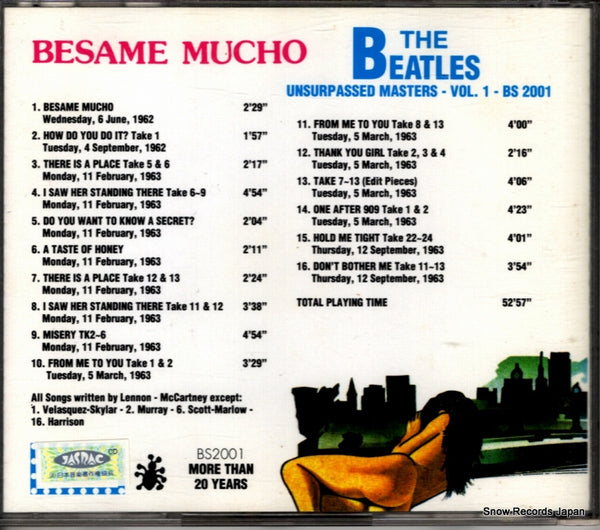 BESAME MUCHO
THE
BEATLES
UNSURPASSED MASTERS - VOL. 1 - BS 2001
1. BESAME MUCHO 2'29"
Wednesday, 6 June, 1962
2. HOW DO YOU DO IT? Take 1 1'57"
Tuesday, 4 September, 1962
3. THERE IS A PLACE Take 5 & 6 2'17"
Monday, 11 February, 1963
4. I SAW HER STANDING THERE Take 6-9 4'54"
Monday, 11 February, 1963
5. DO YOU WANT TO KNOW A SECRET? 2'04"
Monday, 11 February, 1963
6. A TASTE OF HONEY 2'11"
Monday, 11 February, 1963
7. THERE IS A PLACE Take 12 & 13 2'24"
Monday, 11 February, 1963
8. I SAW HER STANDING THERE Take 11 & 12 3'38"
Monday, 11 February, 1963
9. MISERY TK2-6 4'54"
Monday, 11 February, 1963
10. FROM ME TO YOU Take 1 & 2 3'29"
Tuesday, 5 March, 1963
11. FROM ME TO YOU Take 8 & 13 4'00"
Tuesday, 5 March, 1963
12. THANK YOU GIRL Take 2, 3 & 4 2'16"
Tuesday, 5 March, 1963
13. TAKE 7-13 (Edit Pieces) 4'06"
Tuesday, 5 March, 1963
14. ONE AFTER 909 Take 1 & 2 4'23"
Tuesday, 5 March, 1963
15. HOLD ME TIGHT Take 22-24 4'01"
Thursday, 12 September, 1963
16. DON'T BOTHER ME Take 11-13 3'54"
Thursday, 12 September, 1963
TOTAL PLAYING TIME 52'57"
All Songs written by Lennon - McCartney except:
1. Velasquez-Skylar - 2. Murray - 6. Scott-Marlow -
16. Harrison
JASRAC
CD
BS2001
MORE THAN
20 YEARS
Snow Records Japan